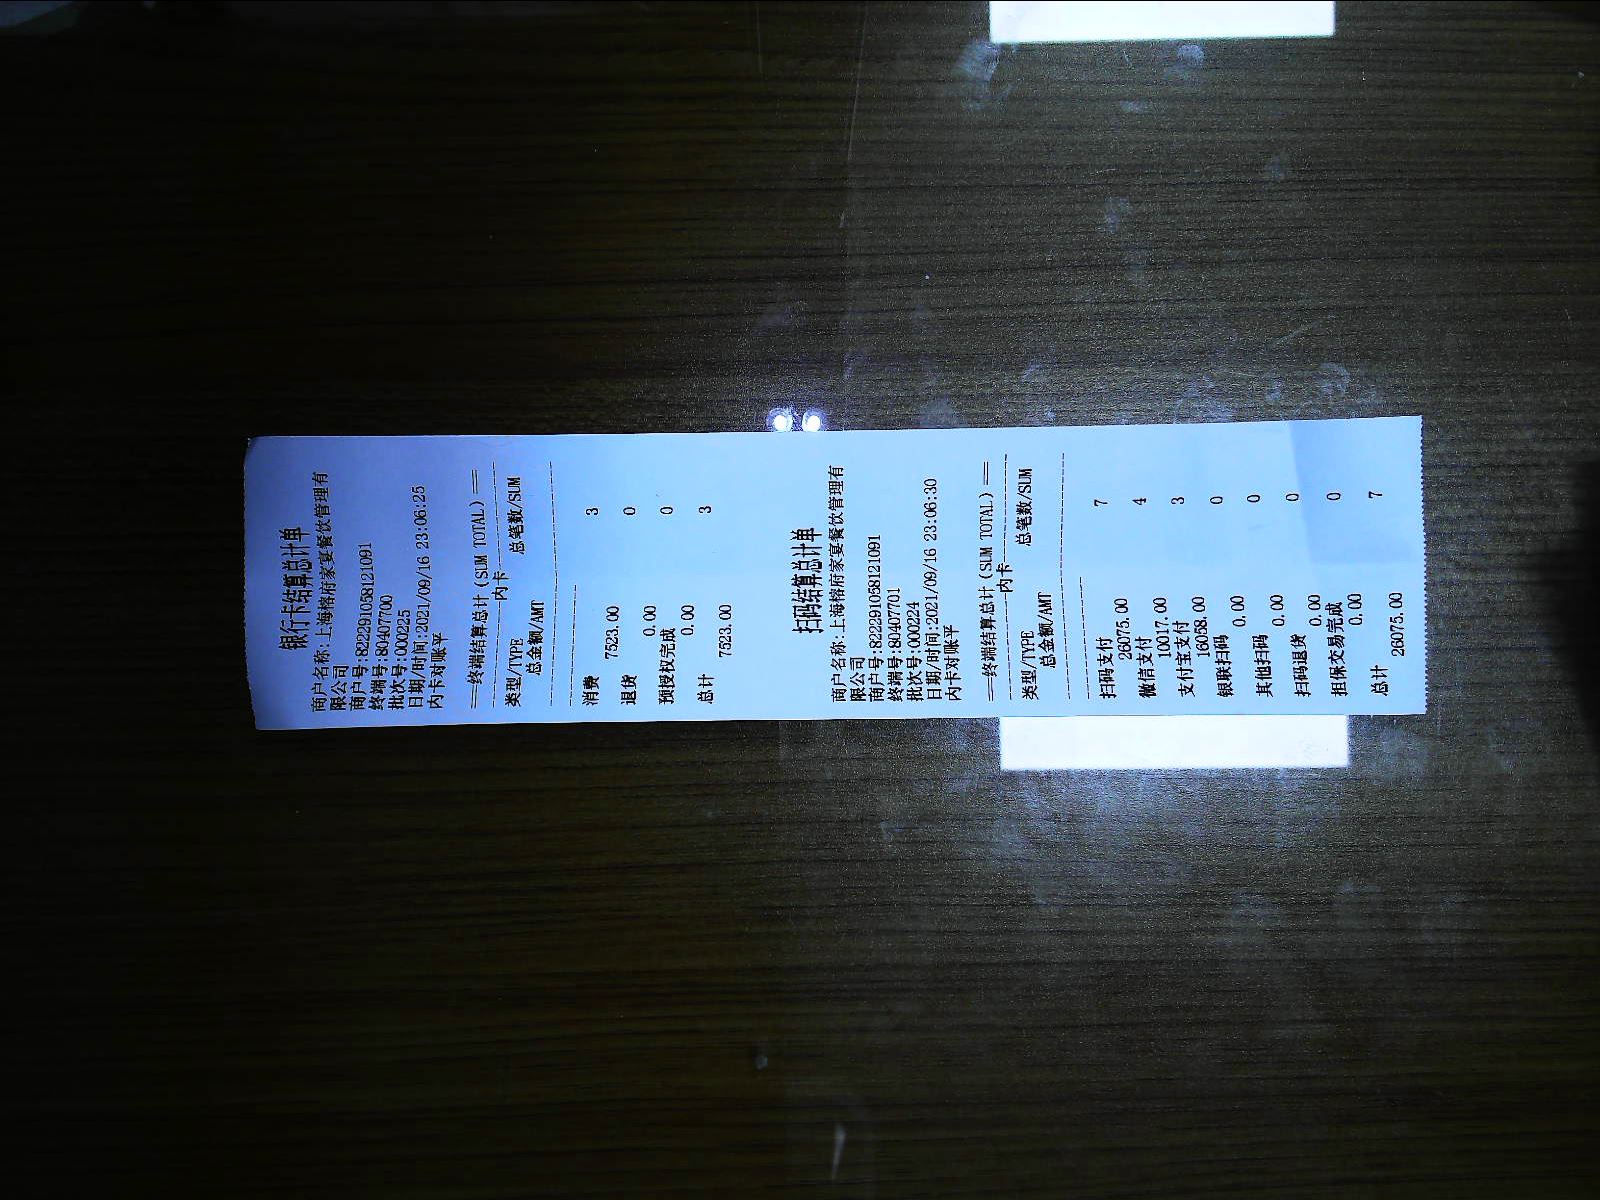 银行卡结算总计单
商户名称:上海榕府家宴餐饮管理有
限公司
商户号:822291058121091
终端号:80407700
批次号:000225
日期/时间:2021/09/16 23:06:25
内卡对账平
==终端结算总计(SUM TOTAL)==
内卡
类型/TYPE 总笔数/SUM
总金额/AMT
消费 3
7523.00
退货 0
0.00
预授权完成 0
0.00
总计 3
7523.00
扫码结算总计单
商户名称:上海榕府家宴餐饮管理有
限公司
商户号:822291058121091
终端号:80407701
批次号:000224
日期/时间:2021/09/16 23:06:30
内卡对账平
==终端结算总计(SUM TOTAL)==
内卡
类型/TYPE 总笔数/SUM
总金额/AMT
扫码支付 7
26075.00
微信支付 4
10017.00
支付宝支付 3
16058.00
银联扫码 0
0.00
其他扫码 0
0.00
扫码退货 0
0.00
担保交易完成 0
0.00
总计 7
26075.00